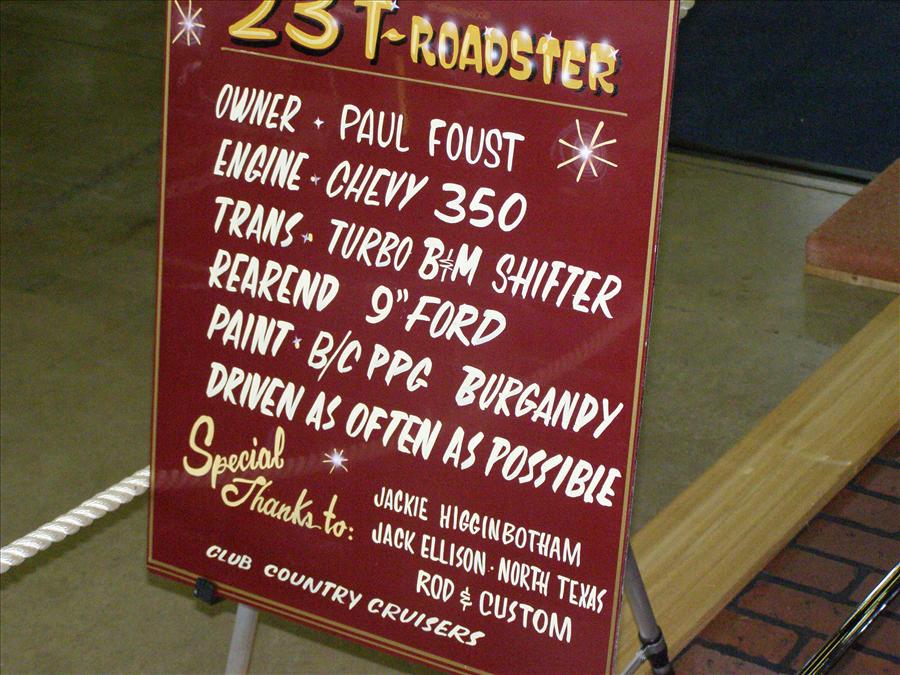 23 T-ROADSTER
OWNER - PAUL FOUST
ENGINE - CHEVY 350
TRANS - TURBO B&M SHIFTER
REAREND 9" FORD
PAINT - B/C PPG BURGANDY
DRIVEN AS OFTEN AS POSSIBLE
Special Thanks to:
JACKIE HIGGINBOTHAM
JACK ELLISON - NORTH TEXAS
ROD & CUSTOM
CLUB COUNTRY CRUISERS